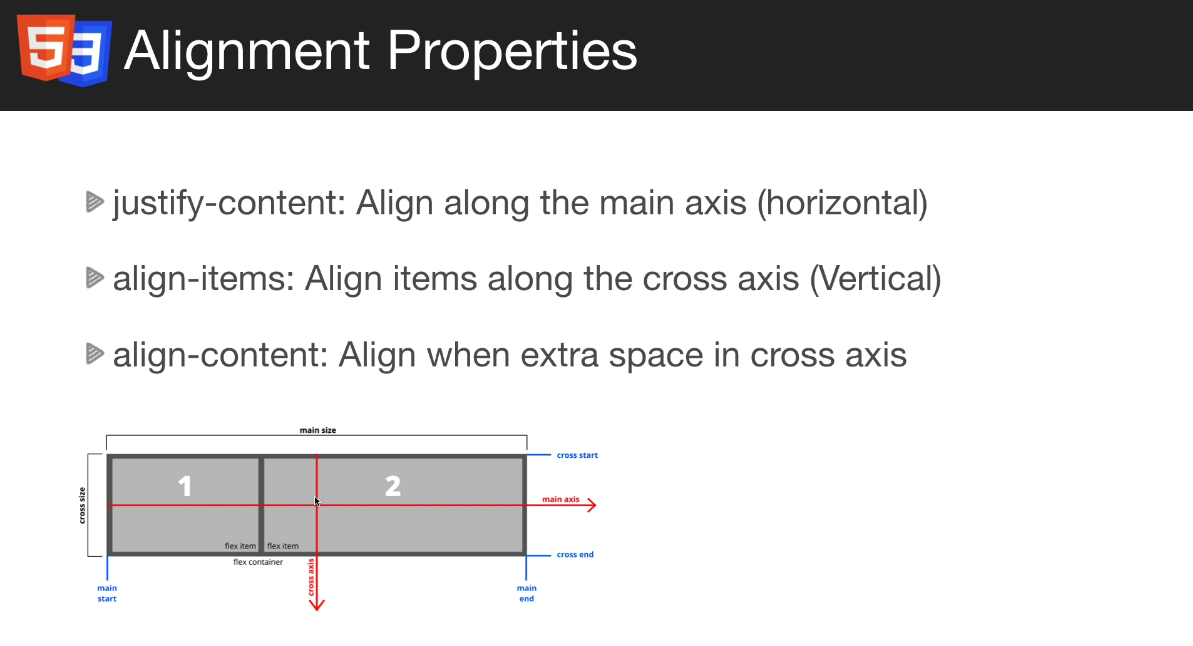 5 3 Alignment Properties
justify-content: Align along the main axis (horizontal)
align-items: Align items along the cross axis (Vertical)
align-content: Align when extra space in cross axis
main size
cross start
1 2
cross size
main axis
flex item flex item
cross end
flex container
cross axis
main
start
main
end